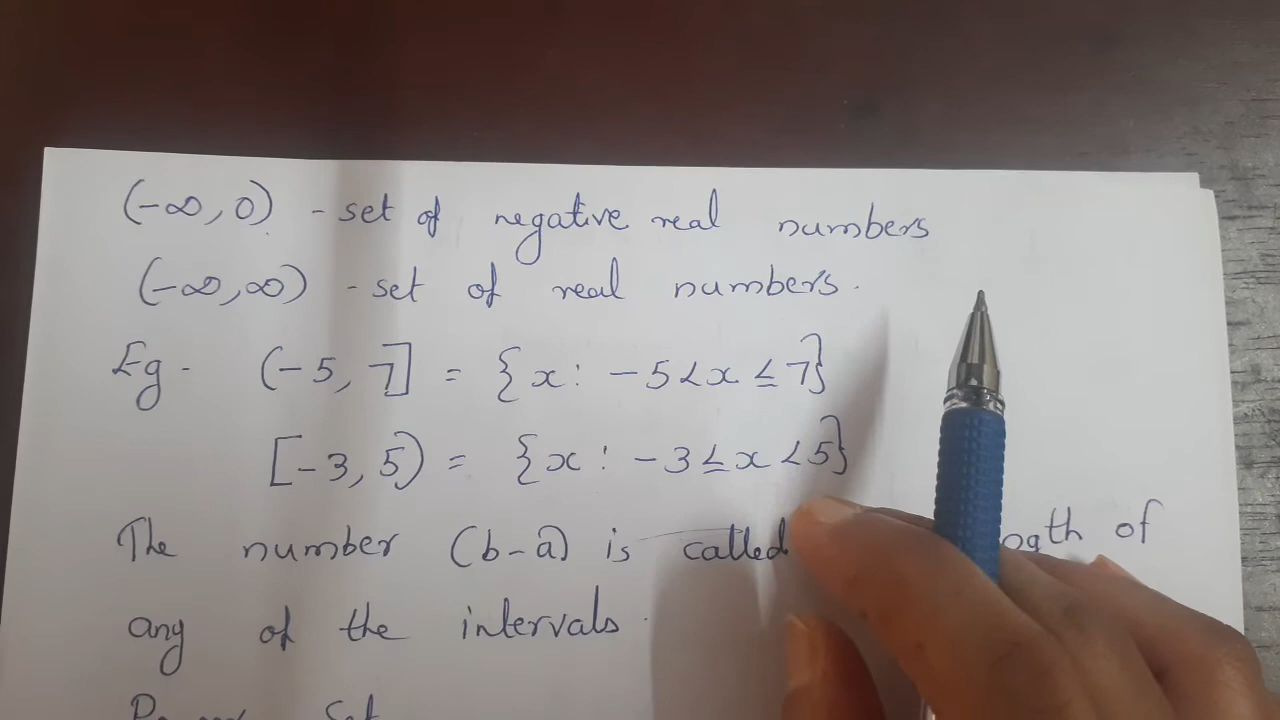 (-∞, 0) - set of negative real numbers
(-∞, ∞) - set of real numbers.
Eg - (-5, 7] = {x : -5 < x ≤ 7}
[-3, 5) = {x : -3 ≤ x < 5}
The number (b-a) is called of
any of the intervals.
Set